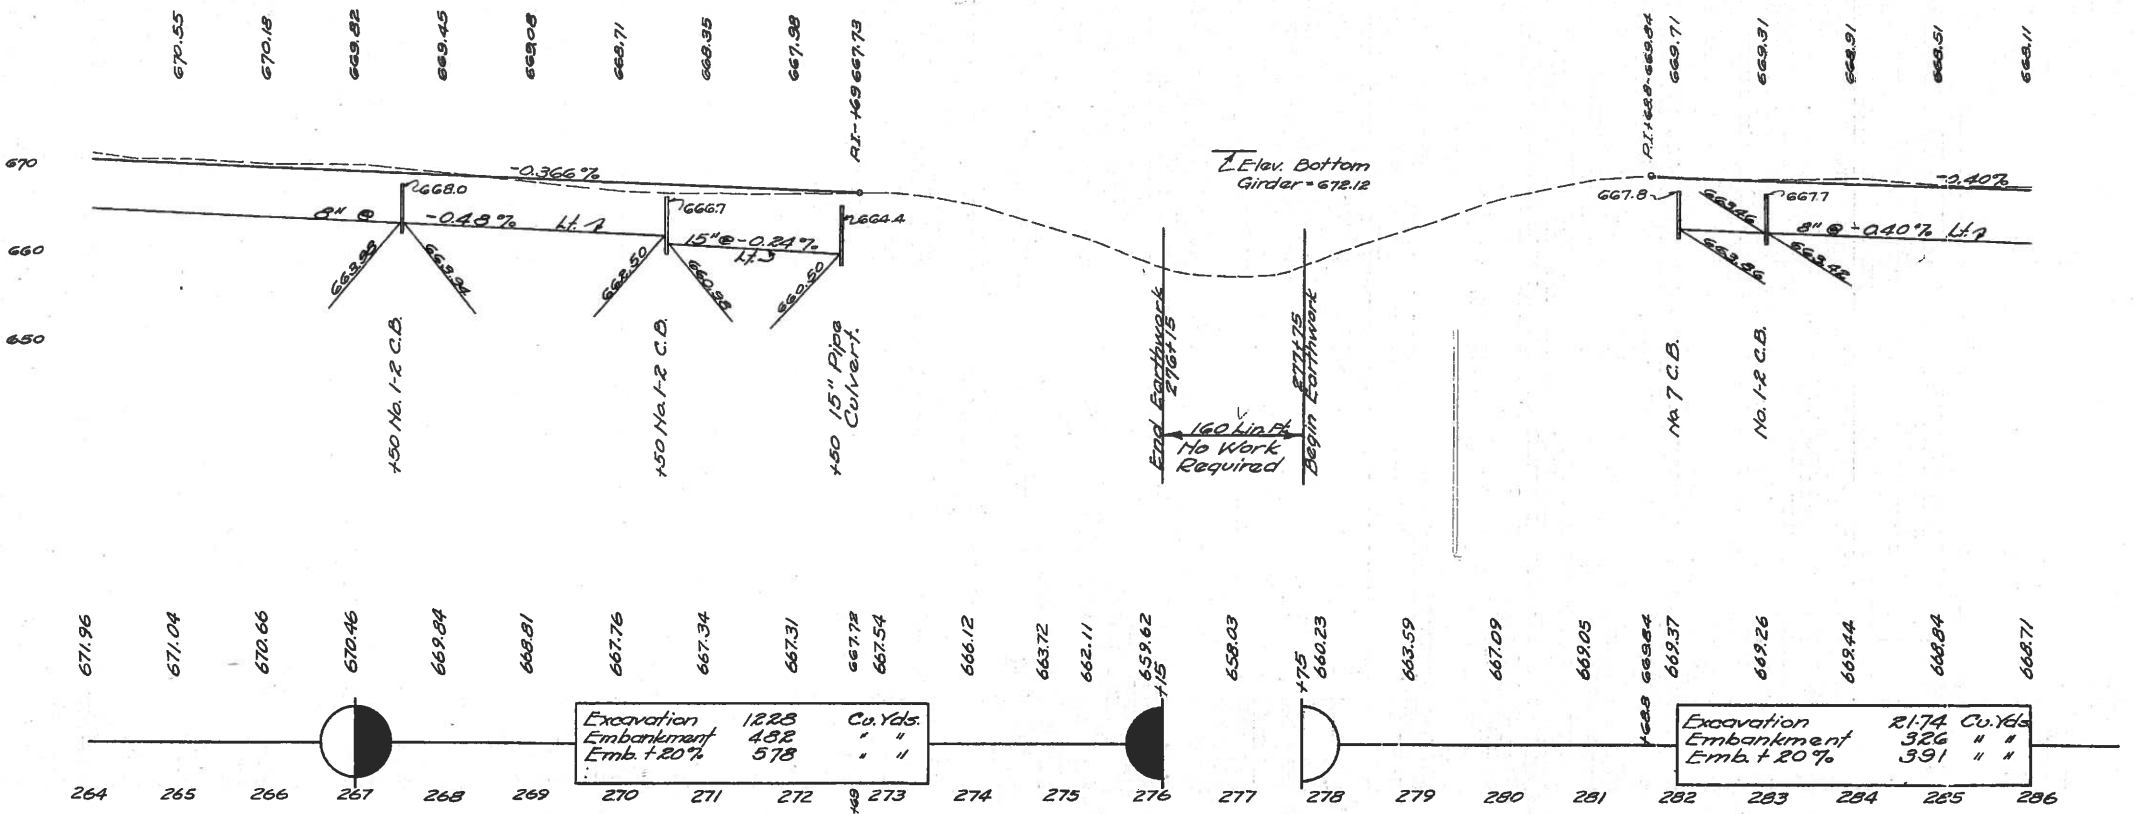 670.55 670.18 669.82 669.45 669.08 668.71 668.35 667.98 P.I.-+69 667.73 P.I.+68.8-669.84 669.71 669.31 668.91 668.51 668.11
670
660
650
-0.366%
668.0
8" @ -0.48% Lt.
663.98
663.94
666.7
15" @ -0.24%
Lt.
662.50
660.98
664.4
660.50
Elev. Bottom
Girder = 672.12
-0.40%
667.8
663.46
667.7
8" @ -0.40% Lt.
663.86
663.42
+50 No. 1-2 C.B.
+50 No. 1-2 C.B.
+50 15" Pipe
Culvert.
End Earthwork
276+15
160 Lin. Ft.
No Work
Required
277+75
Begin Earthwork
No. 7 C.B.
No. 1-2 C.B.
671.96 671.04 670.66 670.46 669.84 668.81 667.76 667.34 667.31 667.72 667.54 666.12 663.72 662.11 659.62 658.03 660.23 663.59 667.09 669.05 669.84 669.37 669.26 669.44 668.84 668.71
+15 +75 +68.8
Excavation 1228 Cu. Yds.
Embankment 482 " "
Emb. + 20% 578 " "
Excavation 2174 Cu. Yds
Embankment 326 " "
Emb. + 20% 391 " "
264 265 266 267 268 269 270 271 272 +69 273 274 275 276 277 278 279 280 281 282 283 284 285 286